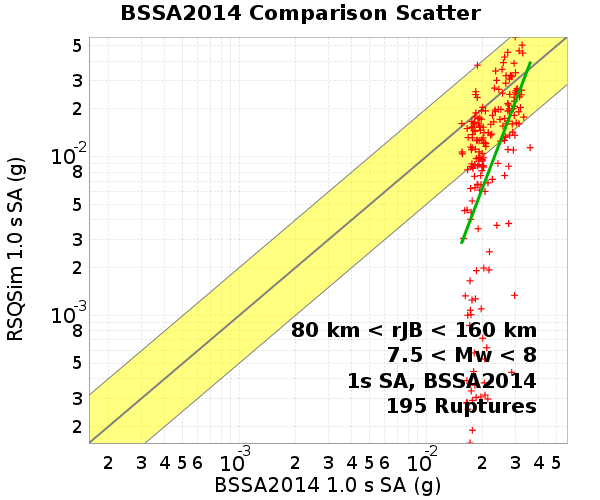 BSSA2014 Comparison Scatter
RSQSim 1.0 s SA (g)
5
3
2
10-2
8
5
3
2
10-3
8
5
3
2
80 km < rJB < 160 km
7.5 < Mw < 8
1s SA, BSSA2014
195 Ruptures
2 3 4 5 6 10-3 2 3 4 5 6 10-2 2 3 4 5
BSSA2014 1.0 s SA (g)